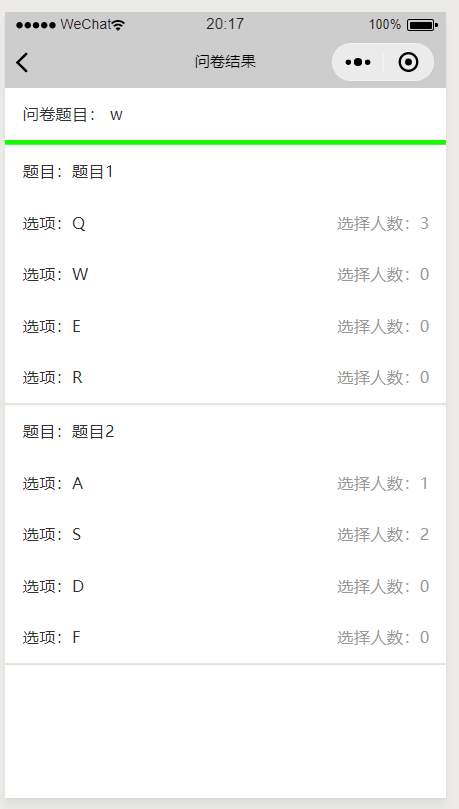 WeChat 20:17 100%
问卷结果
问卷题目： w
题目：题目1
选项：Q 选择人数：3
选项：W 选择人数：0
选项：E 选择人数：0
选项：R 选择人数：0
题目：题目2
选项：A 选择人数：1
选项：S 选择人数：2
选项：D 选择人数：0
选项：F 选择人数：0